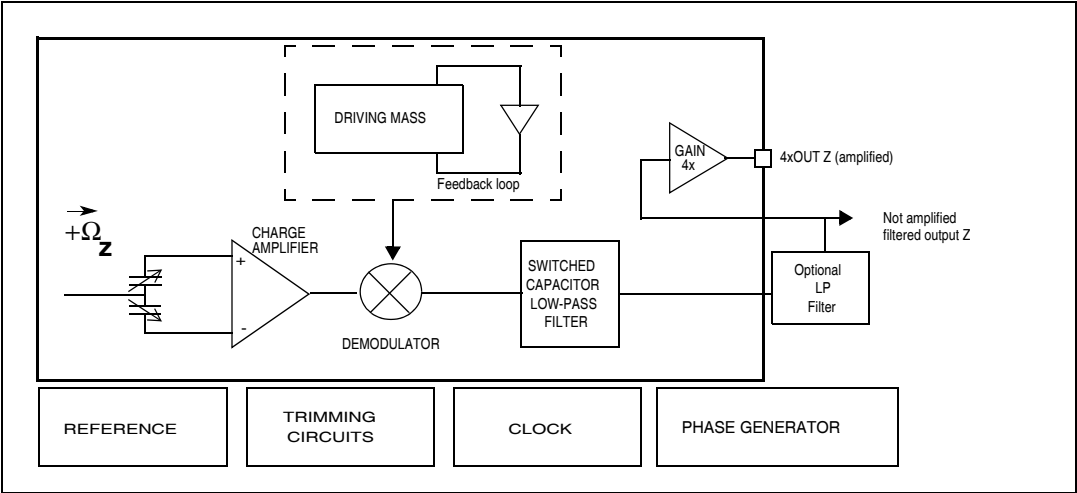 DRIVING MASS
Feedback loop
GAIN
4x
4xOUT Z (amplified)
Not amplified
filtered output Z
+Ω
Z
CHARGE
AMPLIFIER
+
-
DEMODULATOR
SWITCHED
CAPACITOR
LOW-PASS
FILTER
Optional
LP
Filter
REFERENCE
TRIMMING
CIRCUITS
CLOCK
PHASE GENERATOR